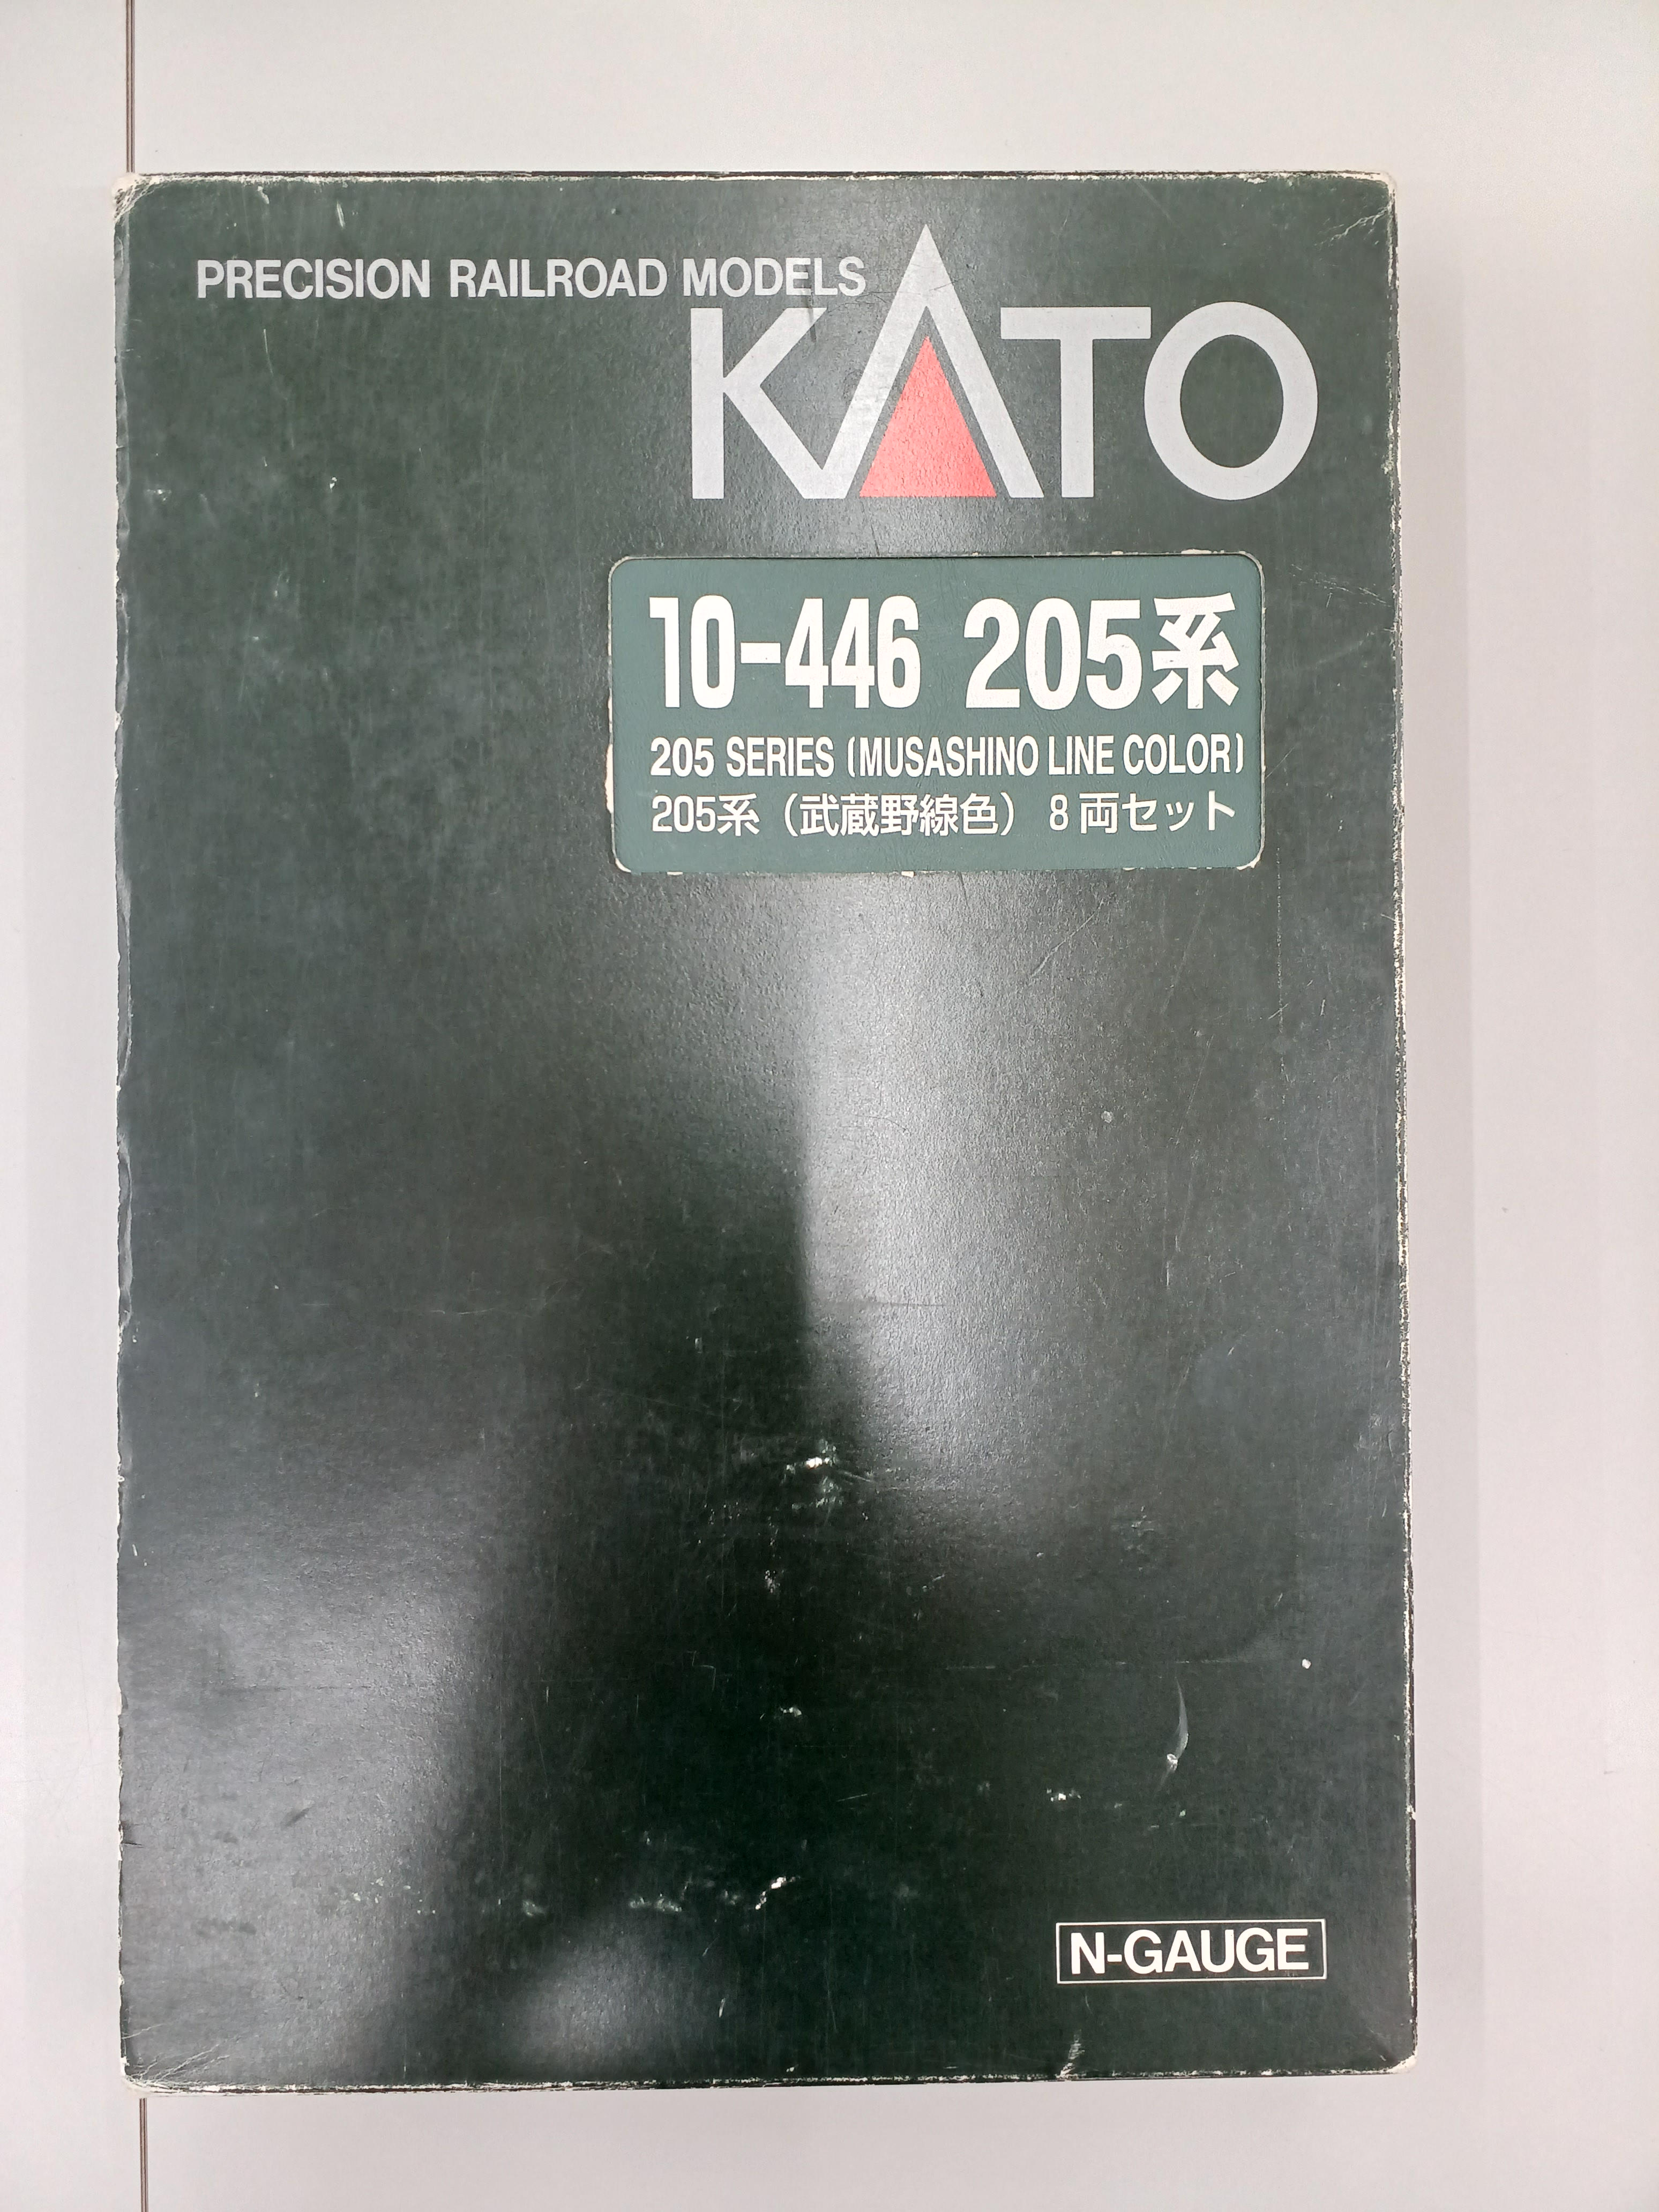 PRECISION RAILROAD MODELS
KATO
10-446 205系
205 SERIES (MUSASHINO LINE COLOR)
205系（武蔵野線色） 8両セット
N-GAUGE